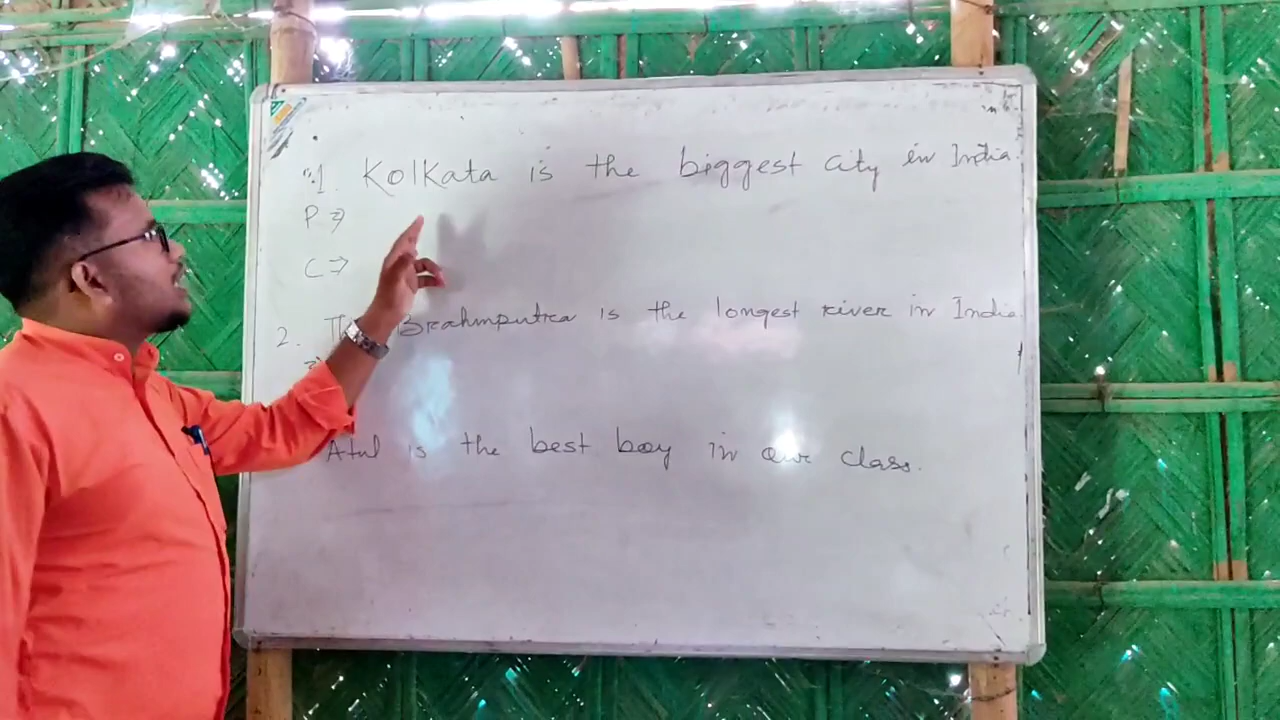 1. Kolkata is the biggest city in India.
P ⇒
C ⇒
2. Brahmputra is the longest river in India.
Atul is the best boy in our class.